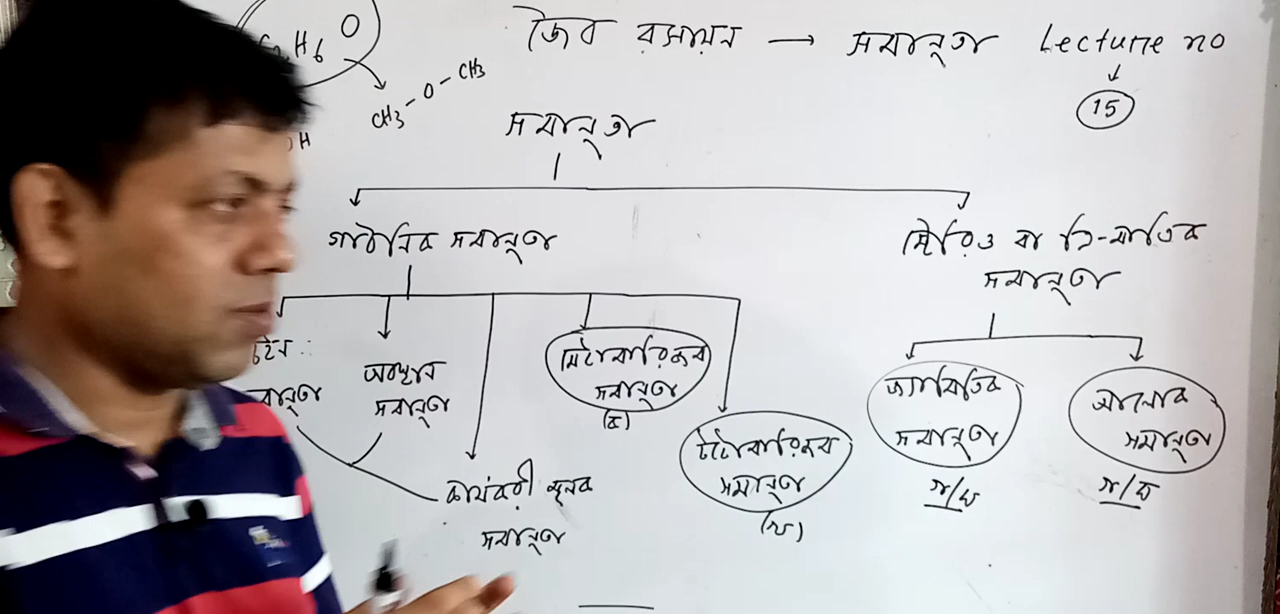 জৈব রসায়ন → সমানুতা Lecture no
15
H6 O
CH3 - O - CH3
H
সমানুতা
গাঠনিক সমানুতা
স্টেরিও বা ত্রি-মাত্রিক
সমানুতা
অবস্থান
সমানুতা
মেটামারিজম
সমানুতা
(ক)
টটোমারিজম
সমানুতা
(খ)
কার্যকরী মূলক
সমানুতা
জ্যামিতিক
সমানুতা
গ/ঘ
আলোক
সমানুতা
গ/ঘ